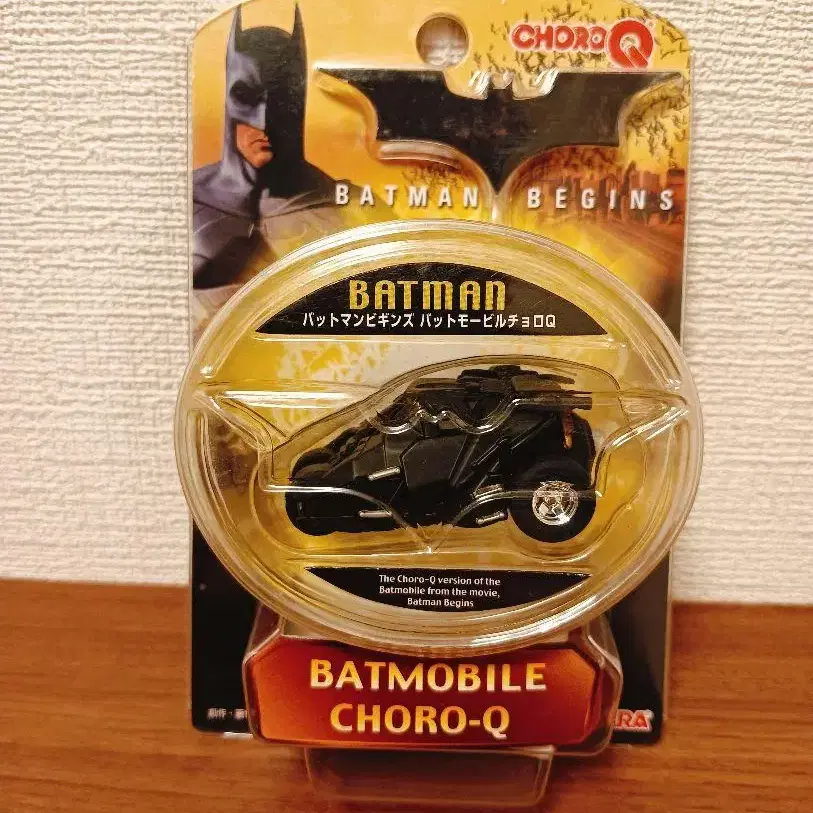 CHOROQ
BATMAN BEGINS
BATMAN
バットマンビギンズ バットモービルチョロQ
The Choro-Q version of the
Batmobile from the movie,
Batman Begins
BATMOBILE
CHORO-Q